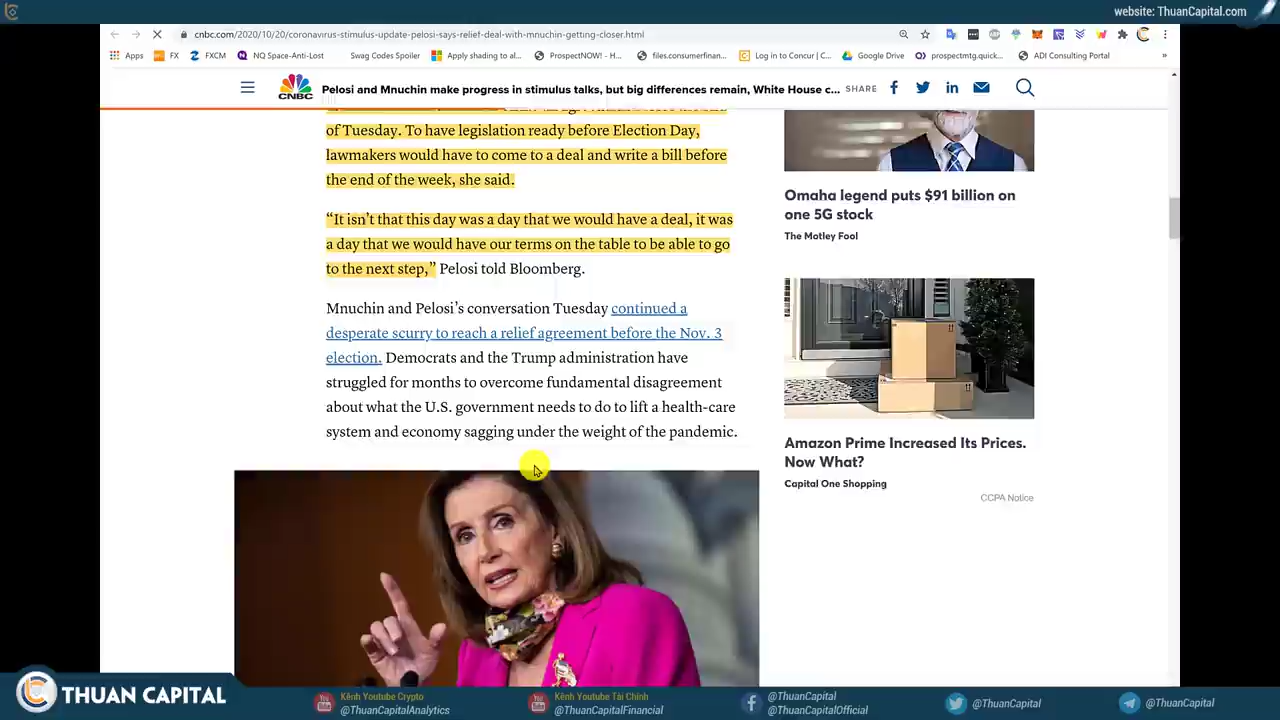 website: ThuanCapital.com
cnbc.com/2020/10/20/coronavirus-stimulus-update-pelosi-says-relief-deal-with-mnuchin-getting-closer.html
Apps FX FXCM NQ Space-Anti-Lost Swag Codes Spoiler Apply shading to al... ProspectNOW! - H... files.consumerfinan... Log in to Concur | C... Google Drive prospectmtg.quick... ADI Consulting Portal »
CNBC
Pelosi and Mnuchin make progress in stimulus talks, but big differences remain, White House c...
SHARE
of Tuesday. To have legislation ready before Election Day,
lawmakers would have to come to a deal and write a bill before
the end of the week, she said.
“It isn’t that this day was a day that we would have a deal, it was
a day that we would have our terms on the table to be able to go
to the next step,” Pelosi told Bloomberg.
Mnuchin and Pelosi’s conversation Tuesday continued a
desperate scurry to reach a relief agreement before the Nov. 3
election. Democrats and the Trump administration have
struggled for months to overcome fundamental disagreement
about what the U.S. government needs to do to lift a health-care
system and economy sagging under the weight of the pandemic.
Omaha legend puts $91 billion on
one 5G stock
The Motley Fool
Amazon Prime Increased Its Prices.
Now What?
Capital One Shopping
CCPA Notice
THUAN CAPITAL
Kênh Youtube Crypto
@ThuanCapitalAnalytics
Kênh Youtube Tài Chính
@ThuanCapitalFinancial
@ThuanCapital
@ThuanCapitalOfficial
@ThuanCapital
@ThuanCapital